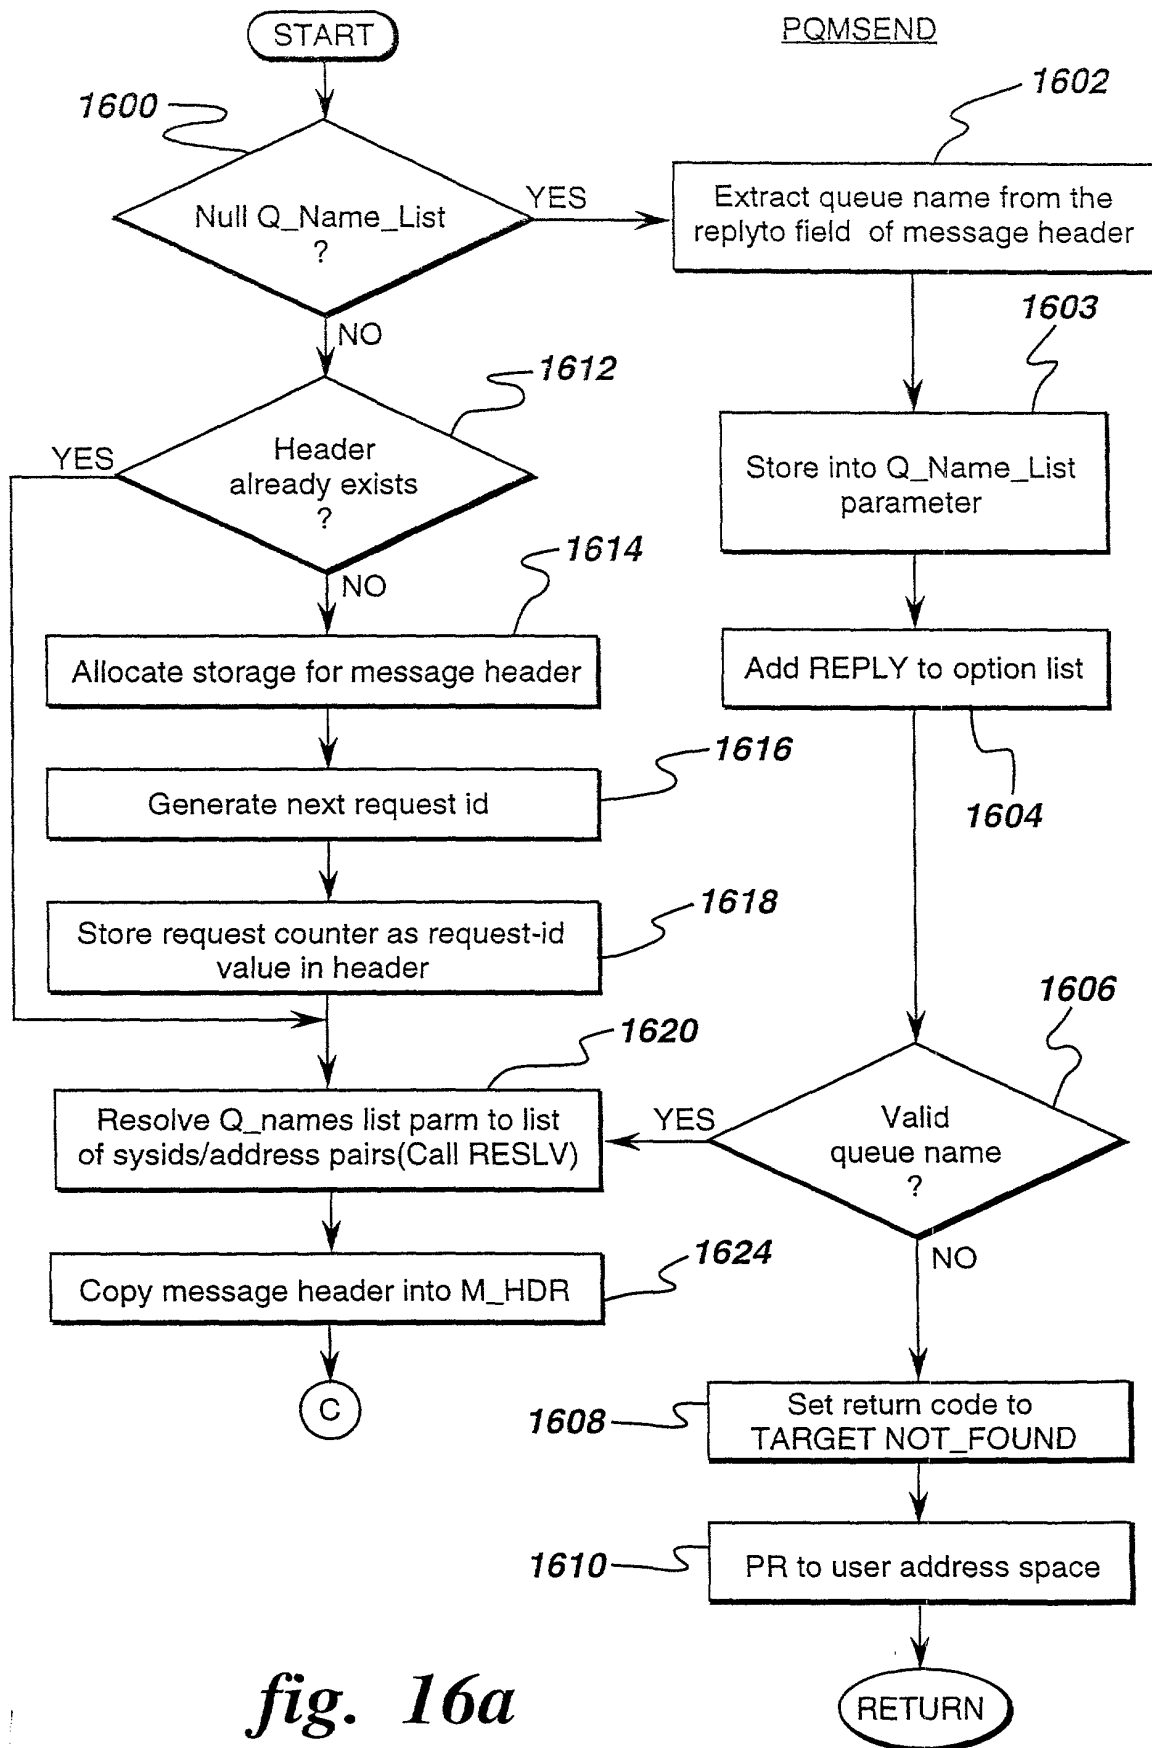 START
PQMSEND
1600
Null Q_Name_List
?
YES
NO
1602
Extract queue name from the
replyto field of message header
1603
Store into Q_Name_List
parameter
Add REPLY to option list
1604
1612
Header
already exists
?
YES
NO
1614
Allocate storage for message header
1616
Generate next request id
1618
Store request counter as request-id
value in header
1620
Resolve Q_names list parm to list
of sysids/address pairs(Call RESLV)
1624
Copy message header into M_HDR
C
1606
Valid
queue name
?
YES
NO
1608
Set return code to
TARGET NOT_FOUND
1610
PR to user address space
RETURN
fig. 16a